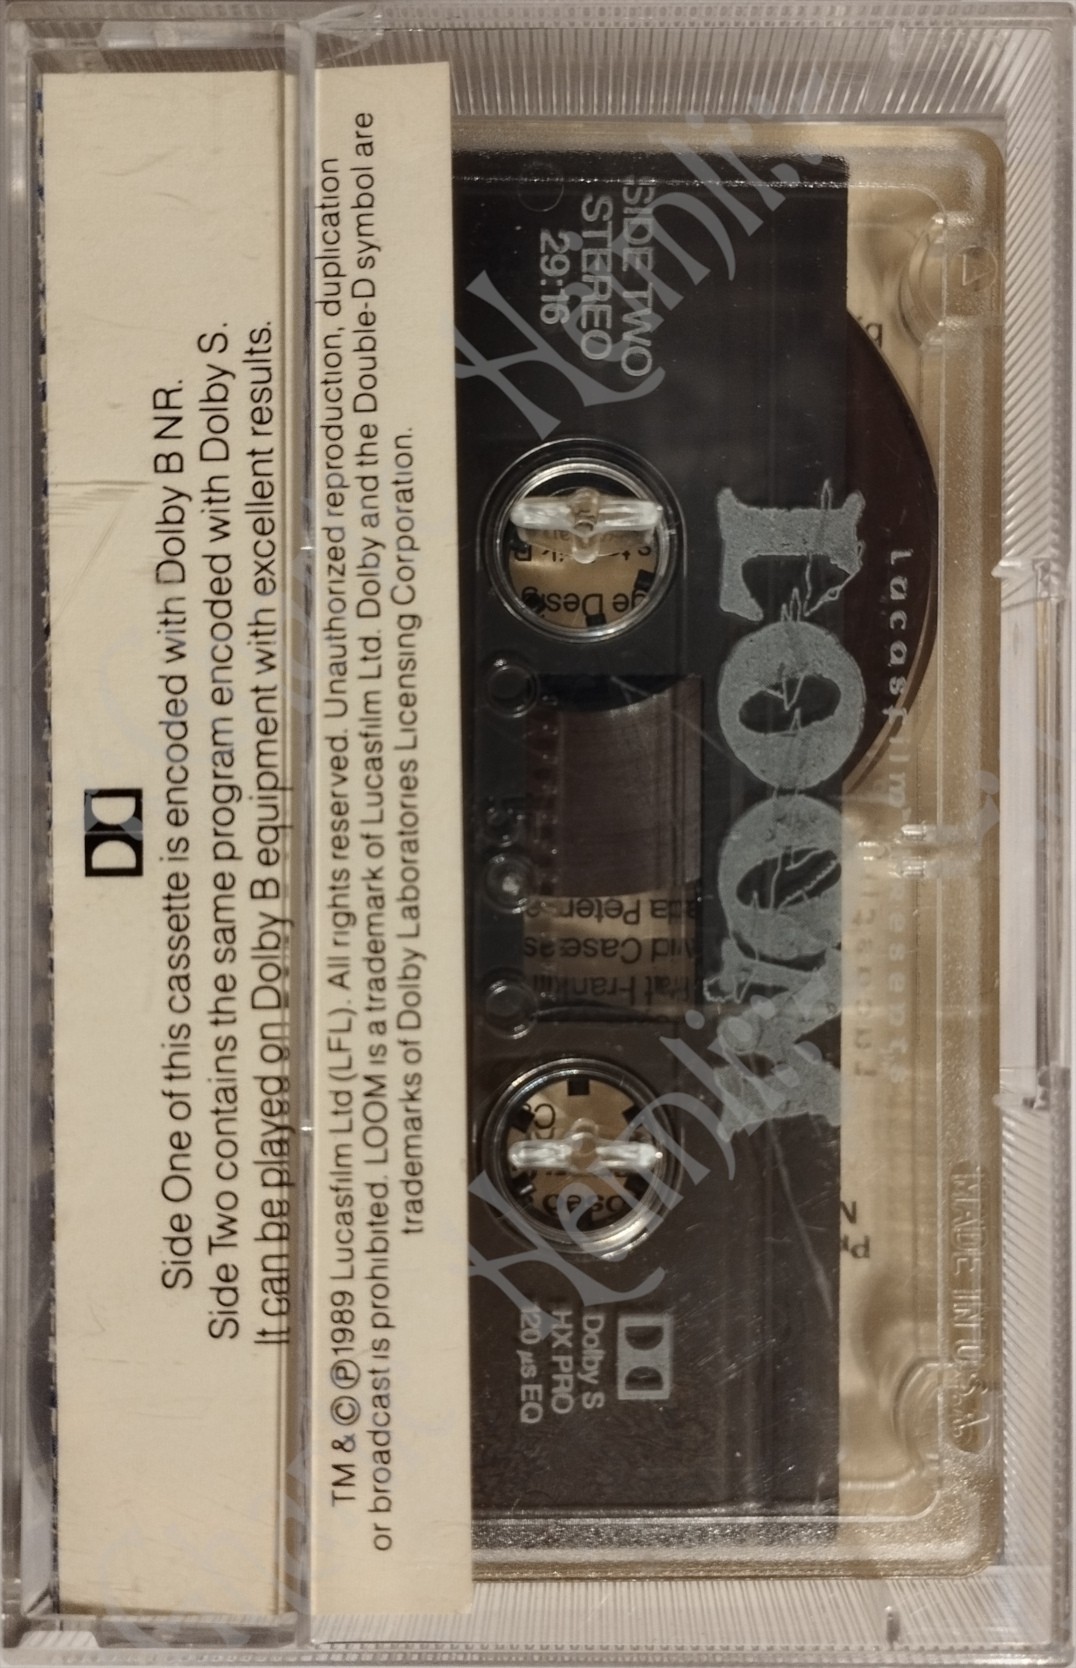 Side One of this cassette is encoded with Dolby B NR.
Side Two contains the same program encoded with Dolby S.
It can be played on Dolby B equipment with excellent results.
TM & © ℗1989 Lucasfilm Ltd (LFL). All rights reserved. Unauthorized reproduction, duplication
or broadcast is prohibited. LOOM is a trademark of Lucasfilm Ltd. Dolby and the Double-D symbol are
trademarks of Dolby Laboratories Licensing Corporation.
lucasfilm
LOOM
SIDE TWO
STEREO
29:16
Dolby S
HX PRO
120 µs EQ
MADE IN U.S.A.